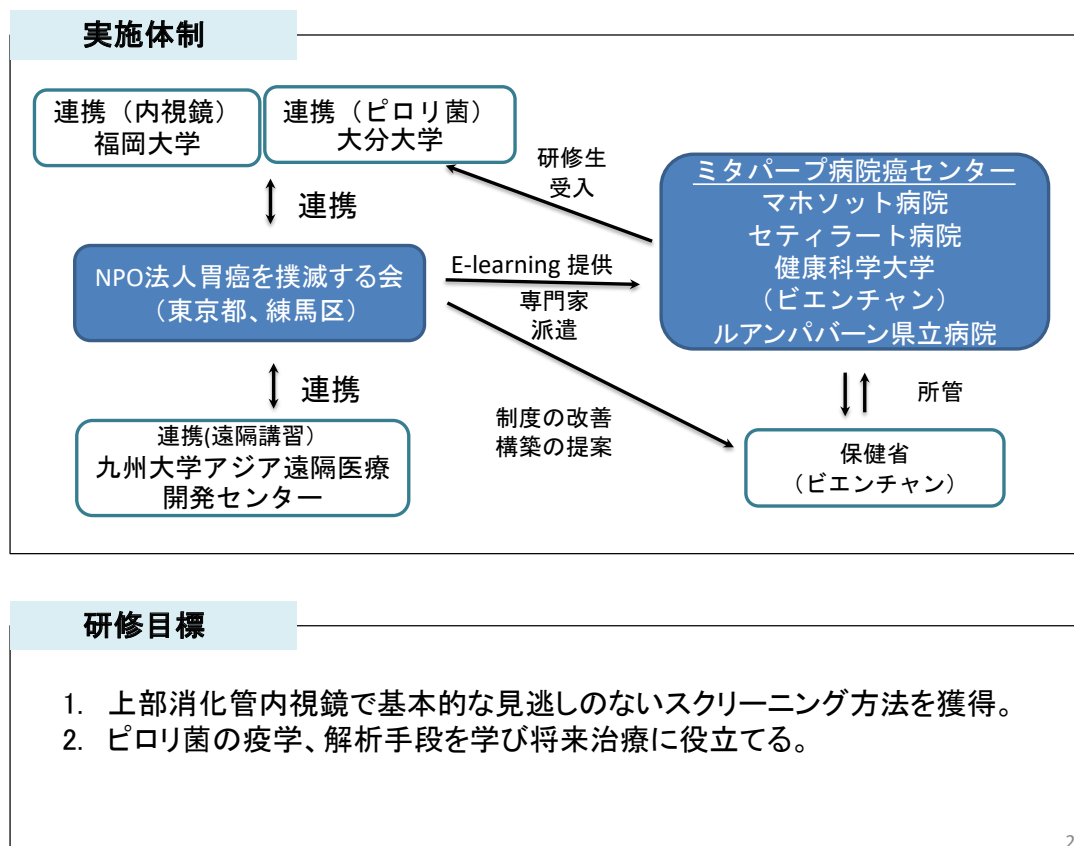 実施体制
連携（内視鏡）
福岡大学
連携（ピロリ菌）
大分大学
研修生
受入
ミタパープ病院癌センター
マホソット病院
セティラート病院
健康科学大学
（ビエンチャン）
ルアンパバーン県立病院
連携
NPO法人胃癌を撲滅する会
（東京都、練馬区）
E-learning 提供
専門家
派遣
連携
所管
制度の改善
構築の提案
連携(遠隔講習）
九州大学アジア遠隔医療
開発センター
保健省
（ビエンチャン）
研修目標
1. 上部消化管内視鏡で基本的な見逃しのないスクリーニング方法を獲得。
2. ピロリ菌の疫学、解析手段を学び将来治療に役立てる。
2